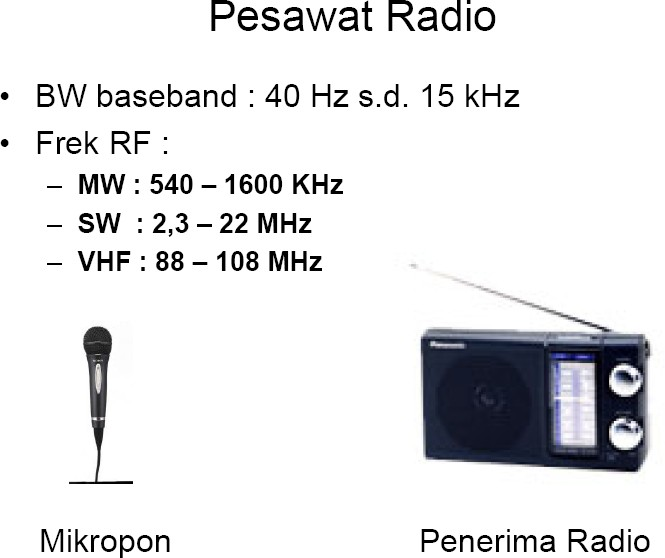 Pesawat Radio
• BW baseband : 40 Hz s.d. 15 kHz
• Frek RF :
– MW : 540 – 1600 KHz
– SW : 2,3 – 22 MHz
– VHF : 88 – 108 MHz
Panasonic
Mikropon
Penerima Radio